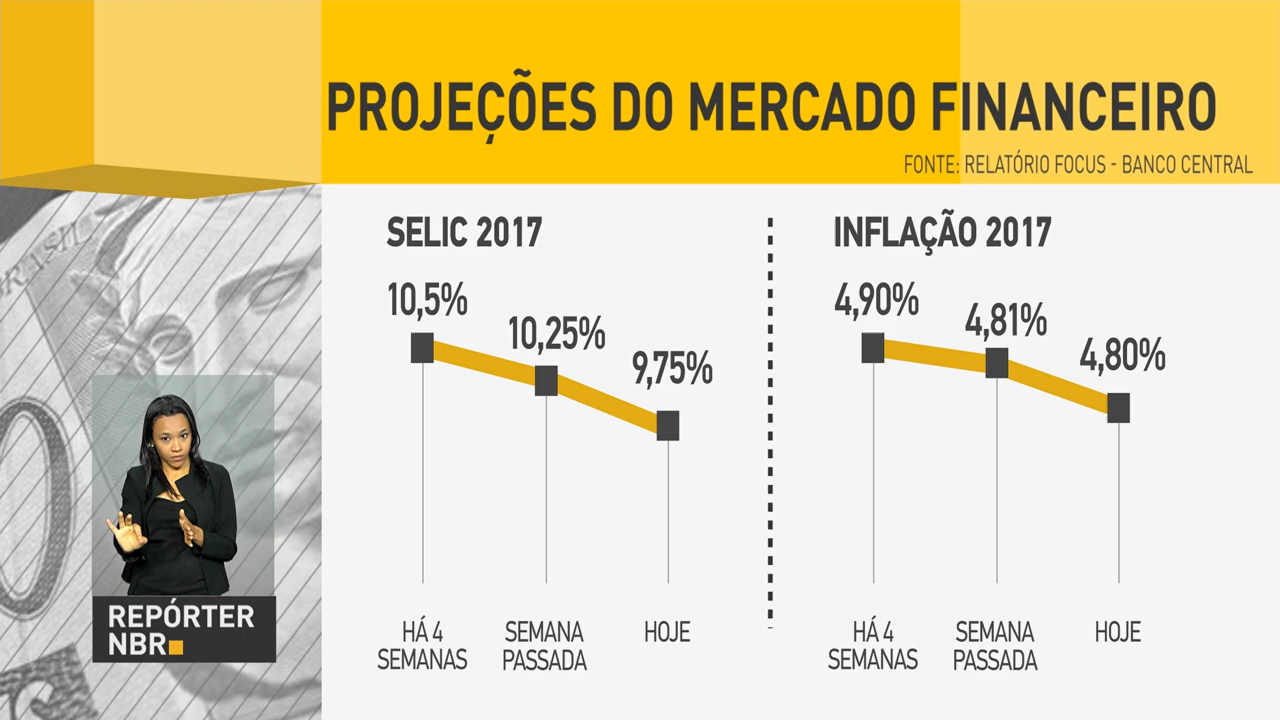 PROJEÇÕES DO MERCADO FINANCEIRO
FONTE: RELATÓRIO FOCUS - BANCO CENTRAL
SELIC 2017
10,5%
10,25%
9,75%
HÁ 4
SEMANAS
SEMANA
PASSADA
HOJE
INFLAÇÃO 2017
4,90%
4,81%
4,80%
HÁ 4
SEMANAS
SEMANA
PASSADA
HOJE
BRASIL
0
REPÓRTER
NBR